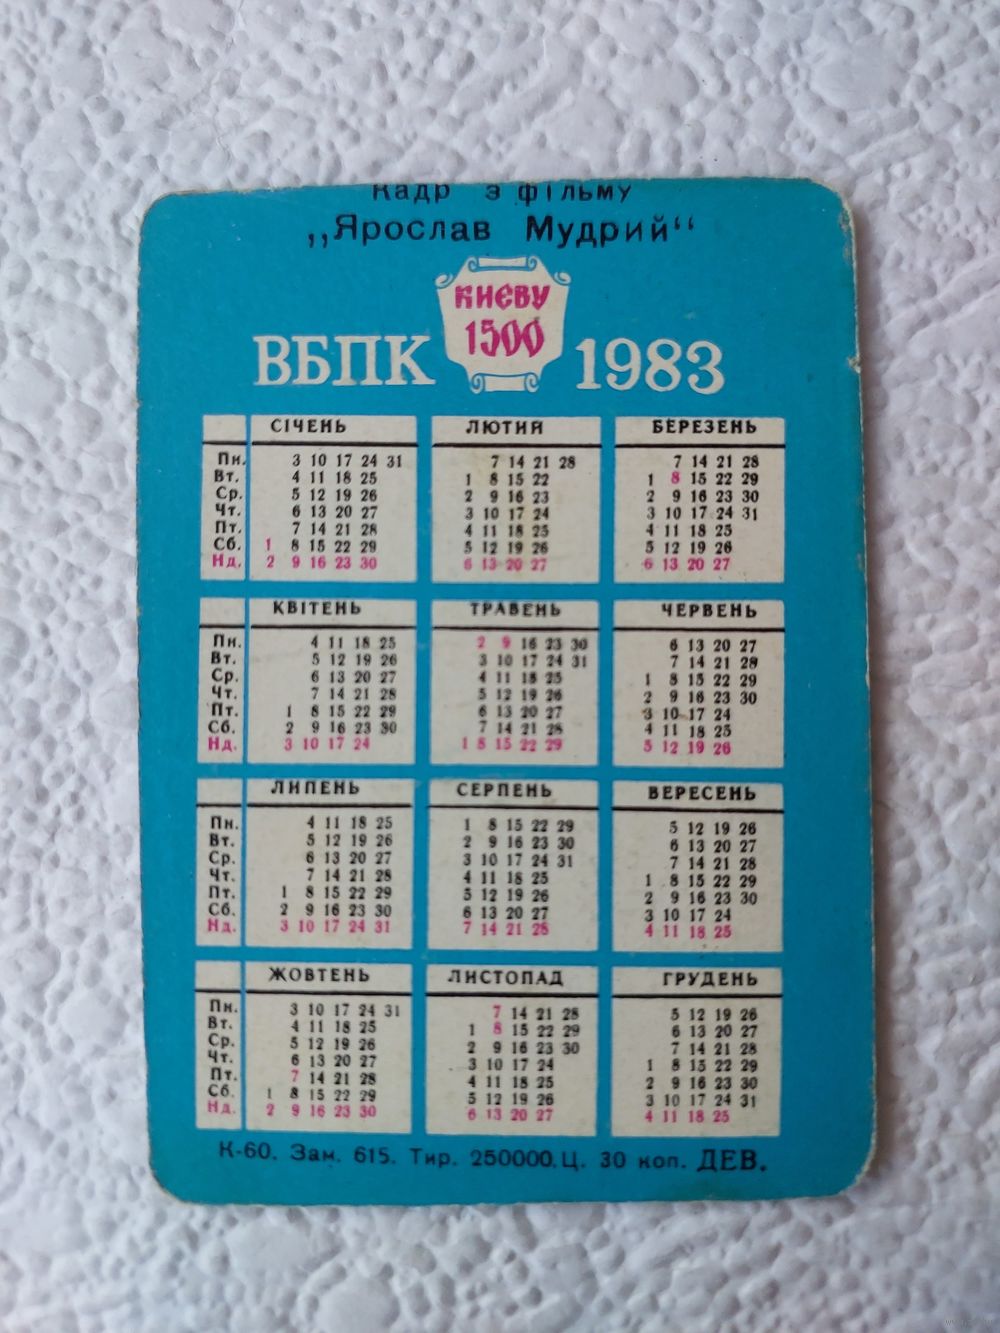 Кадр з фільму
„Ярослав Мудрий“
КИЄВУ
1500
ВБПК 1983
СІЧЕНЬ ЛЮТИЙ БЕРЕЗЕНЬ
Пн. 3 10 17 24 31 7 14 21 28 7 14 21 28
Вт. 4 11 18 25 1 8 15 22 1 8 15 22 29
Ср. 5 12 19 26 2 9 16 23 2 9 16 23 30
Чт. 6 13 20 27 3 10 17 24 3 10 17 24 31
Пт. 7 14 21 28 4 11 18 25 4 11 18 25
Сб. 1 8 15 22 29 5 12 19 26 5 12 19 26
Нд. 2 9 16 23 30 6 13 20 27 6 13 20 27
КВІТЕНЬ ТРАВЕНЬ ЧЕРВЕНЬ
Пн. 4 11 18 25 2 9 16 23 30 6 13 20 27
Вт. 5 12 19 26 3 10 17 24 31 7 14 21 28
Ср. 6 13 20 27 4 11 18 25 1 8 15 22 29
Чт. 7 14 21 28 5 12 19 26 2 9 16 23 30
Пт. 1 8 15 22 29 6 13 20 27 3 10 17 24
Сб. 2 9 16 23 30 7 14 21 28 4 11 18 25
Нд. 3 10 17 24 1 8 15 22 29 5 12 19 26
ЛИПЕНЬ СЕРПЕНЬ ВЕРЕСЕНЬ
Пн. 4 11 18 25 1 8 15 22 29 5 12 19 26
Вт. 5 12 19 26 2 9 16 23 30 6 13 20 27
Ср. 6 13 20 27 3 10 17 24 31 7 14 21 28
Чт. 7 14 21 28 4 11 18 25 1 8 15 22 29
Пт. 1 8 15 22 29 5 12 19 26 2 9 16 23 30
Сб. 2 9 16 23 30 6 13 20 27 3 10 17 24
Нд. 3 10 17 24 31 7 14 21 28 4 11 18 25
ЖОВТЕНЬ ЛИСТОПАД ГРУДЕНЬ
Пн. 3 10 17 24 31 7 14 21 28 5 12 19 26
Вт. 4 11 18 25 1 8 15 22 29 6 13 20 27
Ср. 5 12 19 26 2 9 16 23 30 7 14 21 28
Чт. 6 13 20 27 3 10 17 24 1 8 15 22 29
Пт. 7 14 21 28 4 11 18 25 2 9 16 23 30
Сб. 1 8 15 22 29 5 12 19 26 3 10 17 24 31
Нд. 2 9 16 23 30 6 13 20 27 4 11 18 25
К-60. Зам. 615. Тир. 250000. Ц. 30 коп. ДЕВ.